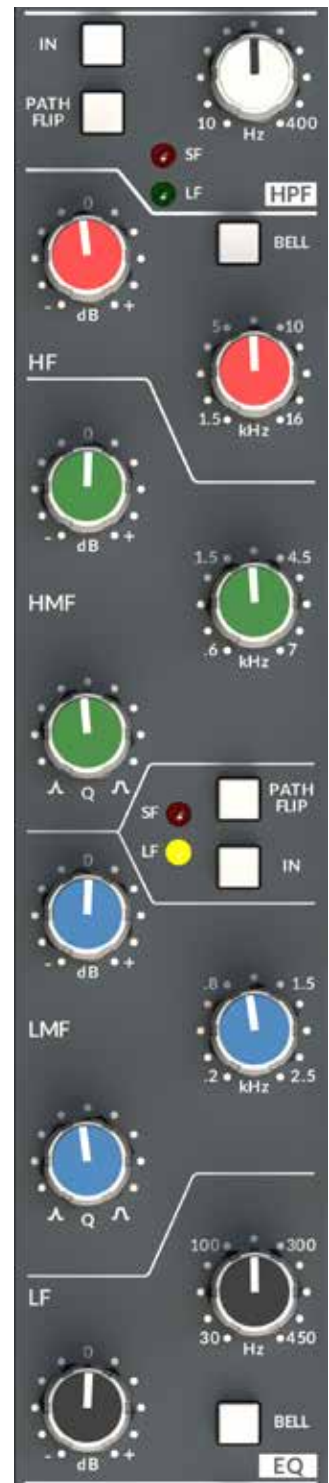 IN
PATH
FLIP
10 Hz 400
SF
LF
HPF
0
- dB +
BELL
5 10
1.5 kHz 16
HF
0
- dB +
1.5 4.5
.6 kHz 7
HMF
Q
PATH
FLIP
SF
LF
IN
0
- dB +
.8 1.5
.2 kHz 2.5
LMF
Q
100 300
30 Hz 450
LF
0
- dB +
BELL
EQ